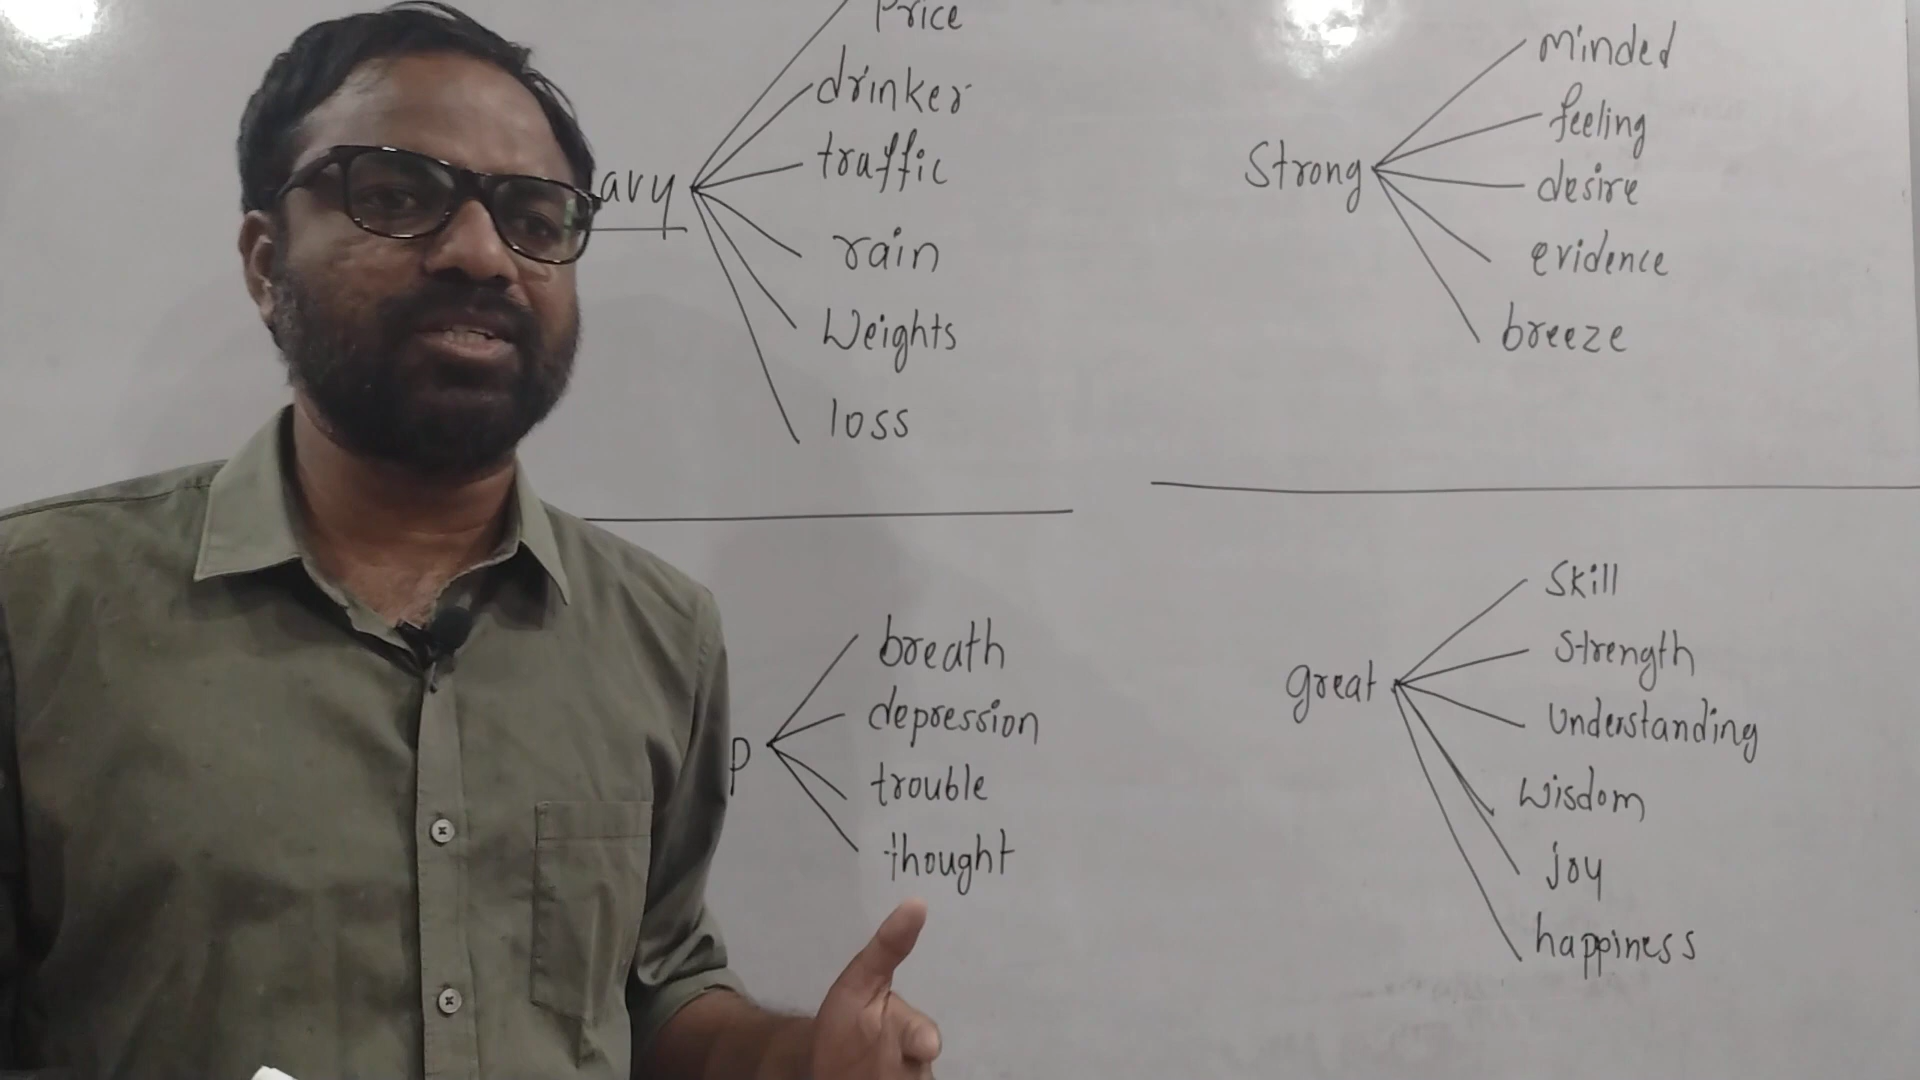 Price
drinker
traffic
avy
rain
Weights
loss
Minded
feeling
Strong
desire
evidence
breeze
breath
depression
p
trouble
thought
Skill
Strength
great
Understanding
Wisdom
joy
happiness